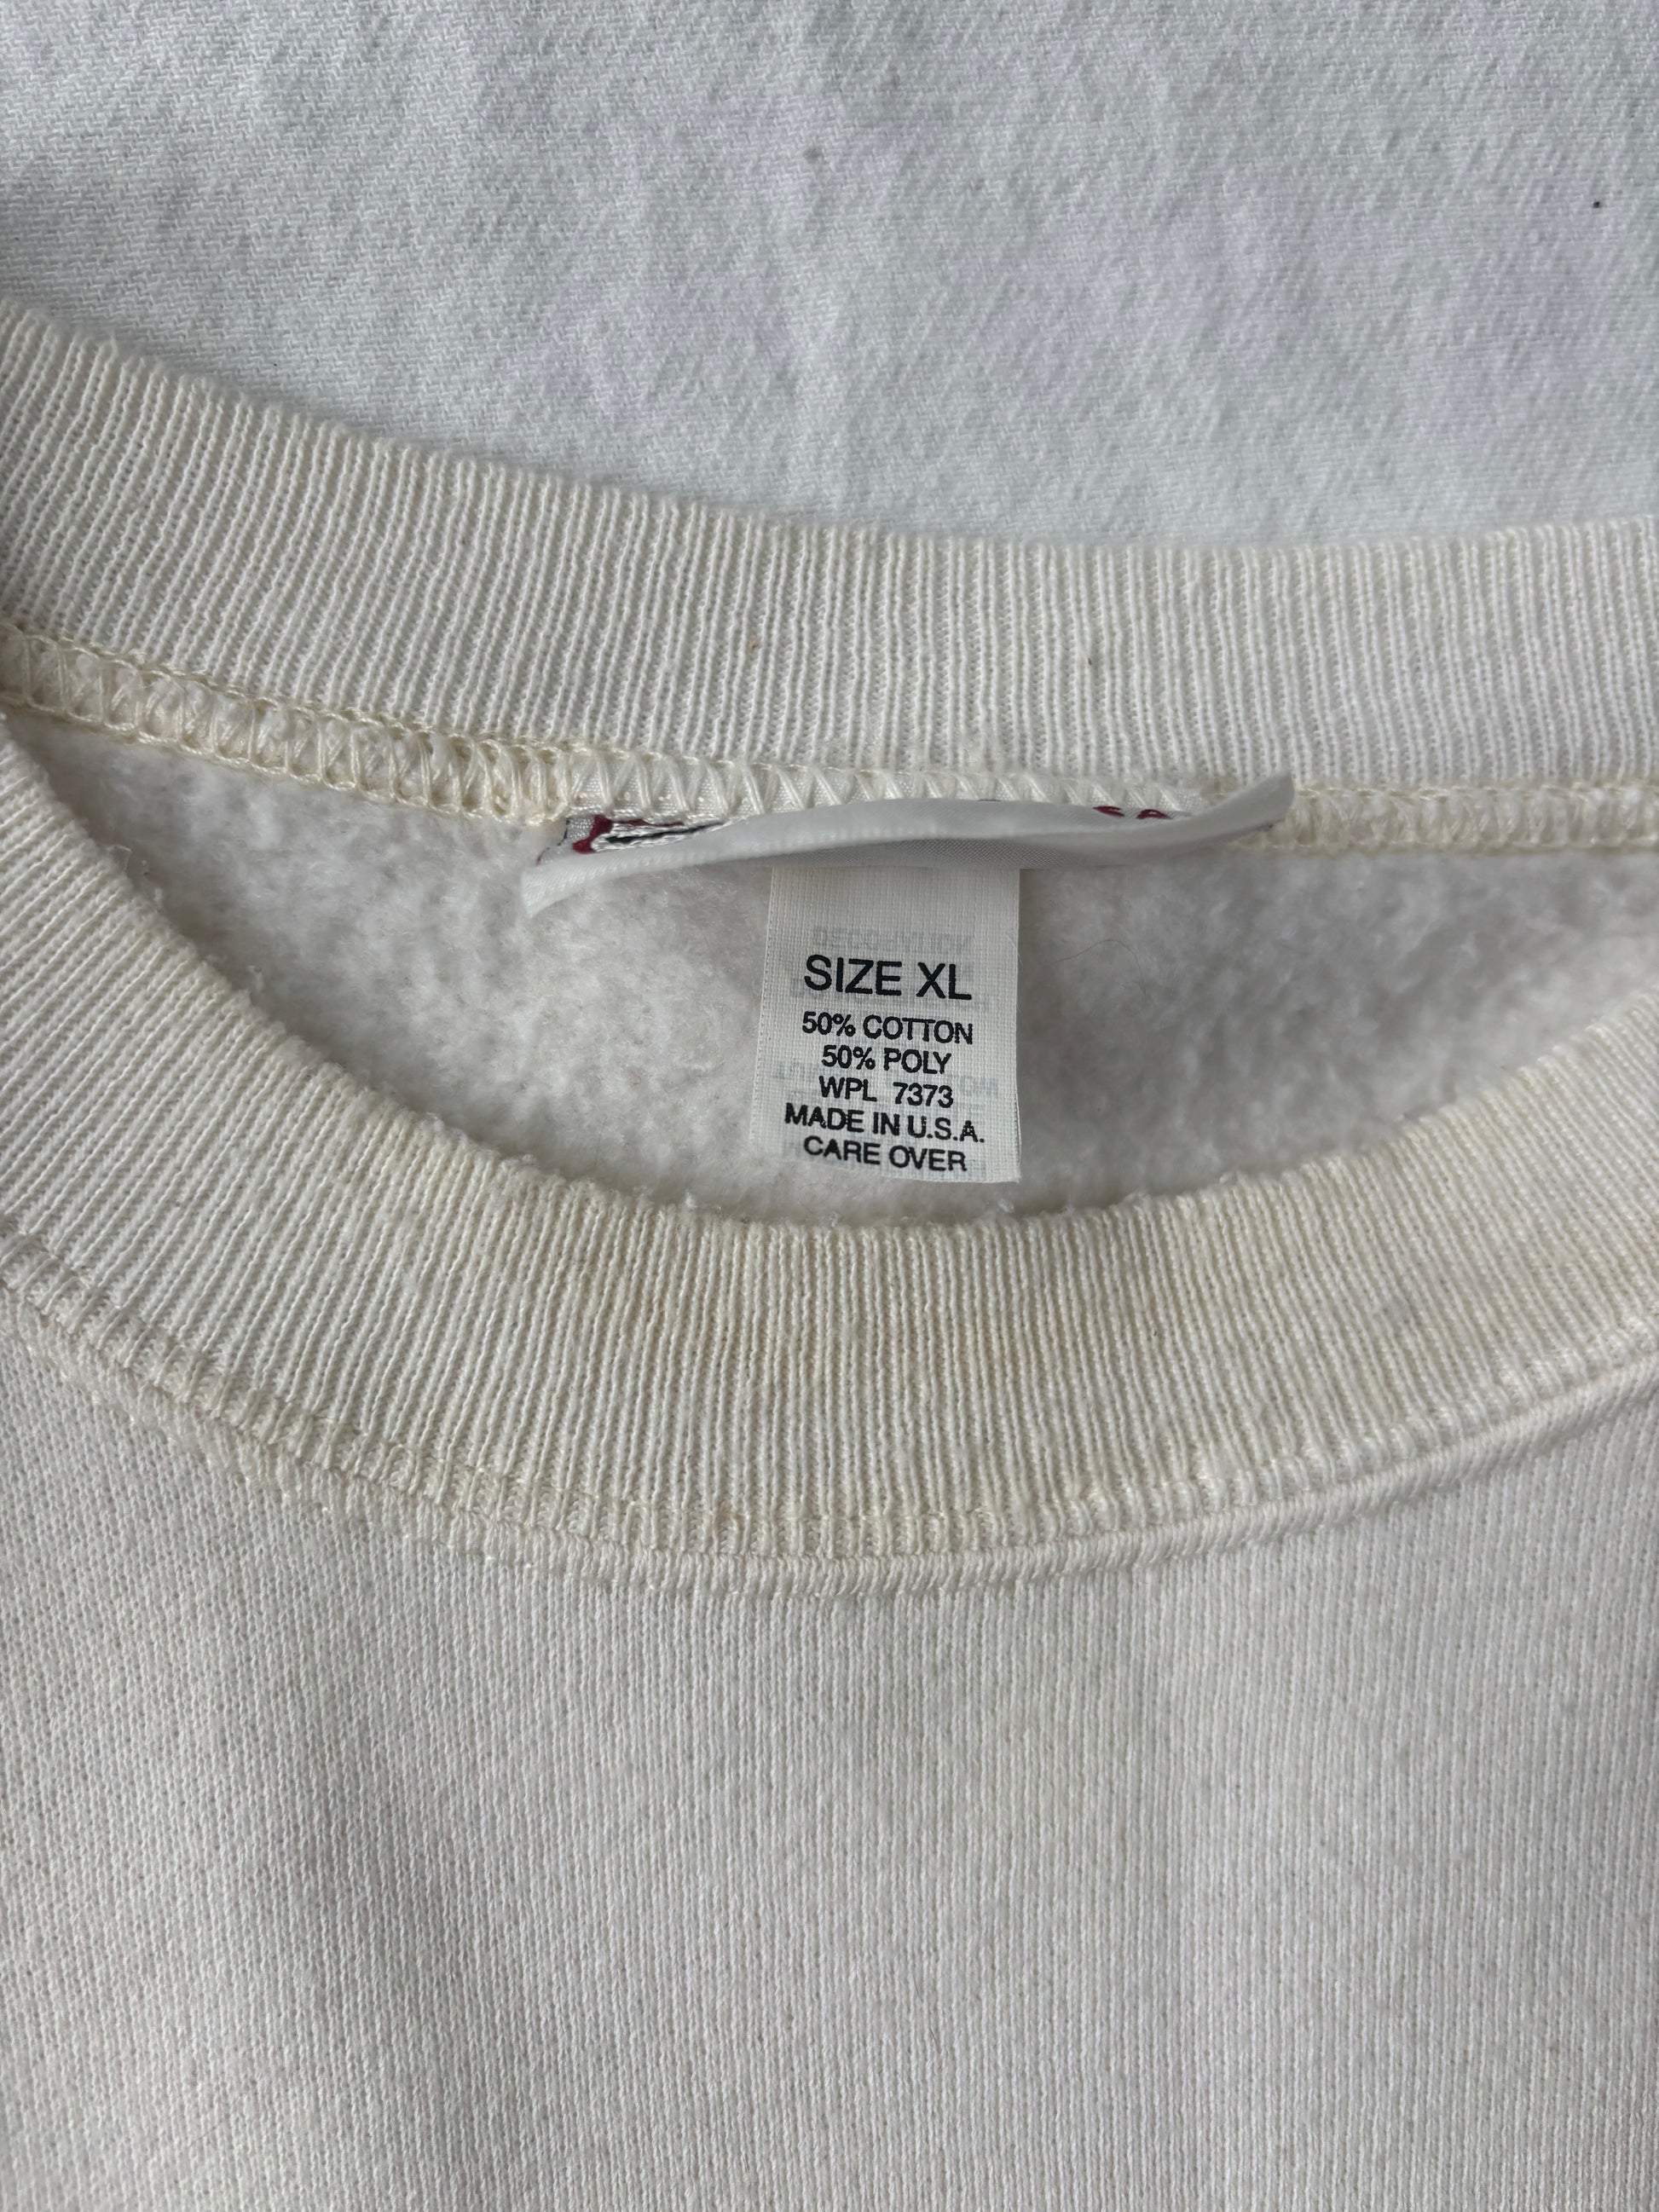 SIZE XL
50% COTTON
50% POLY
WPL 7373
MADE IN U.S.A.
CARE OVER